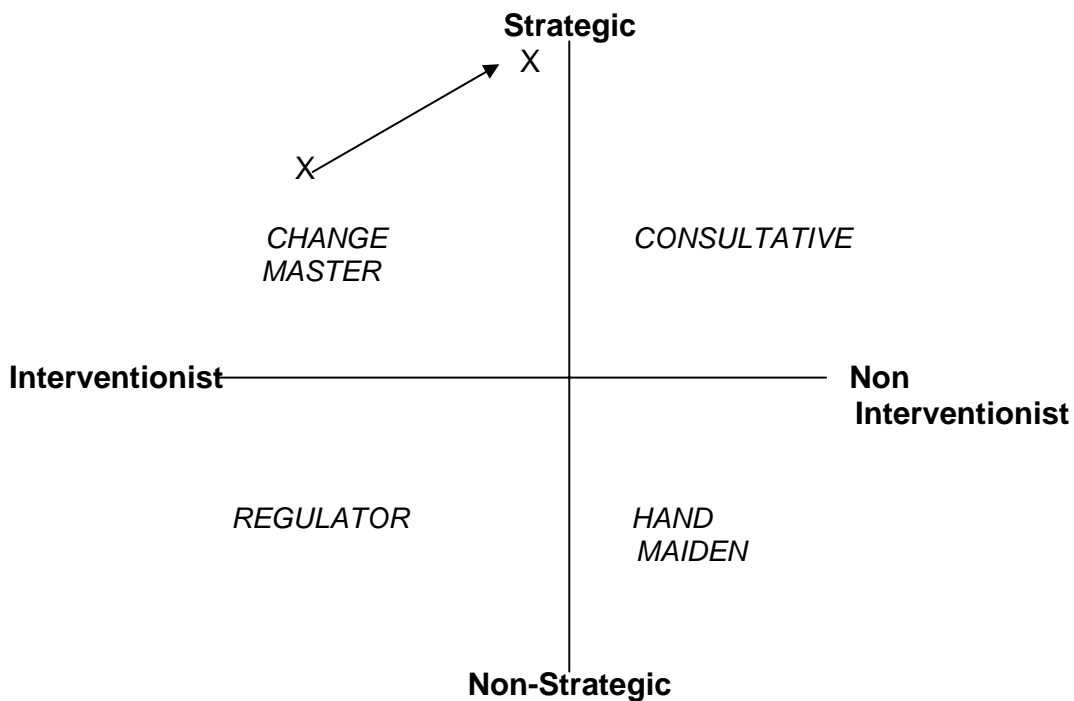 Strategic
X
X
CHANGE
MASTER
CONSULTATIVE
Interventionist
Non
Interventionist
REGULATOR
HAND
MAIDEN
Non-Strategic